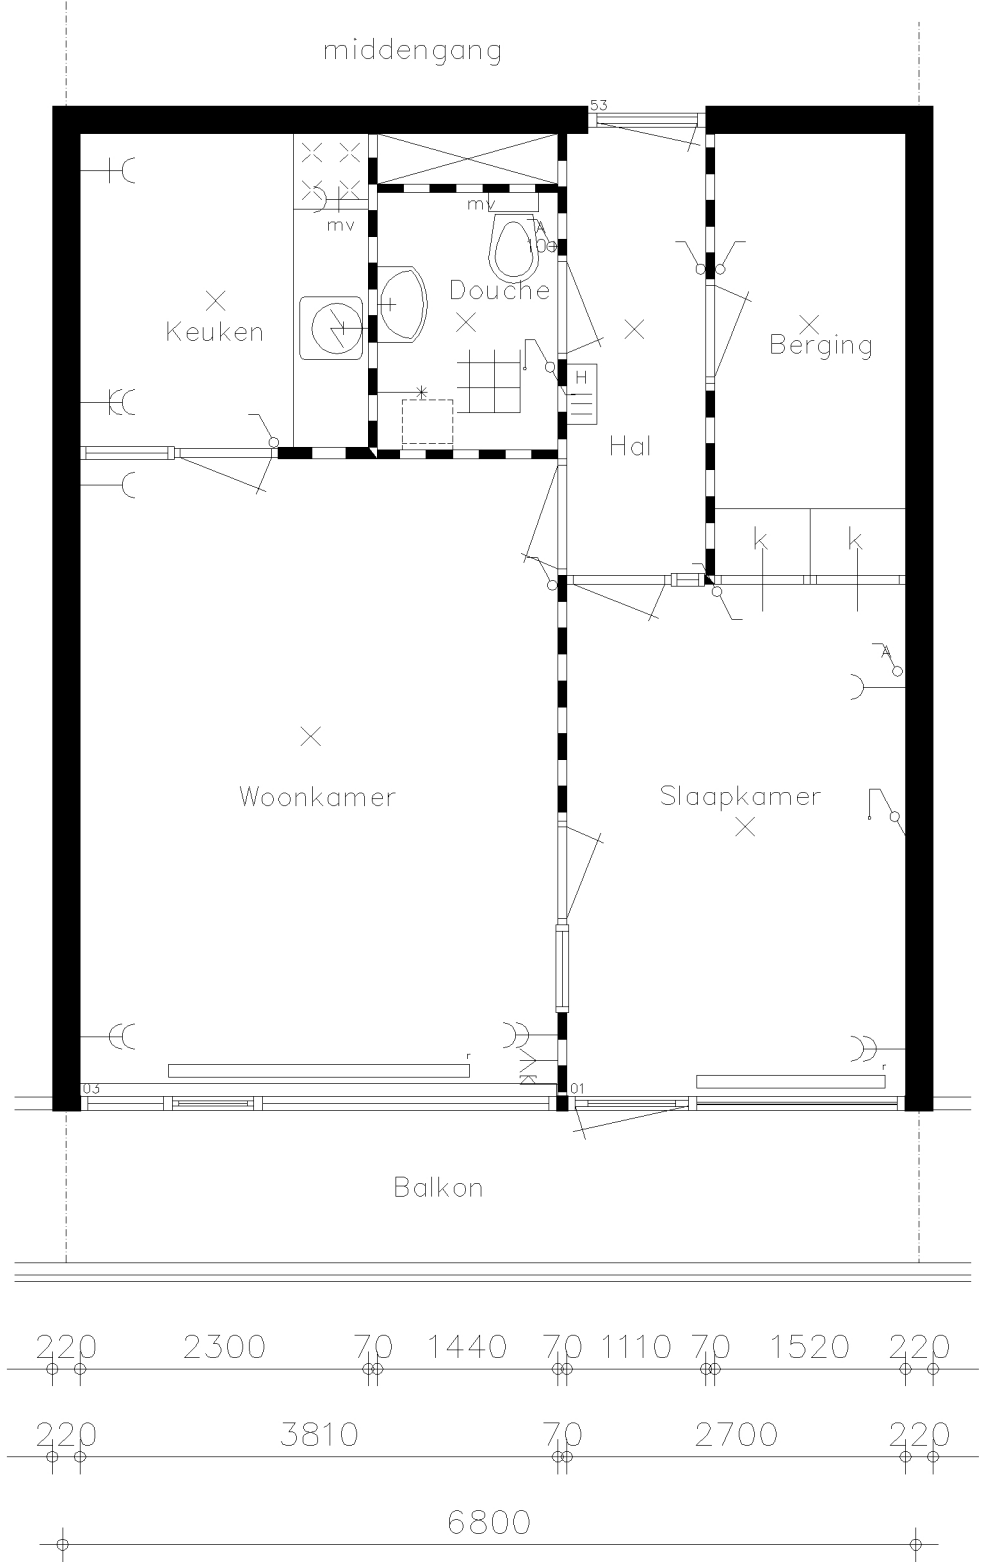 middengang
53
mv
mv
A
10+
Douche
Keuken
Berging
H
Hal
k k
A
Woonkamer
Slaapkamer
r
r
03
01
Balkon
220 2300 70 1440 70 1110 70 1520 220
220 3810 70 2700 220
6800